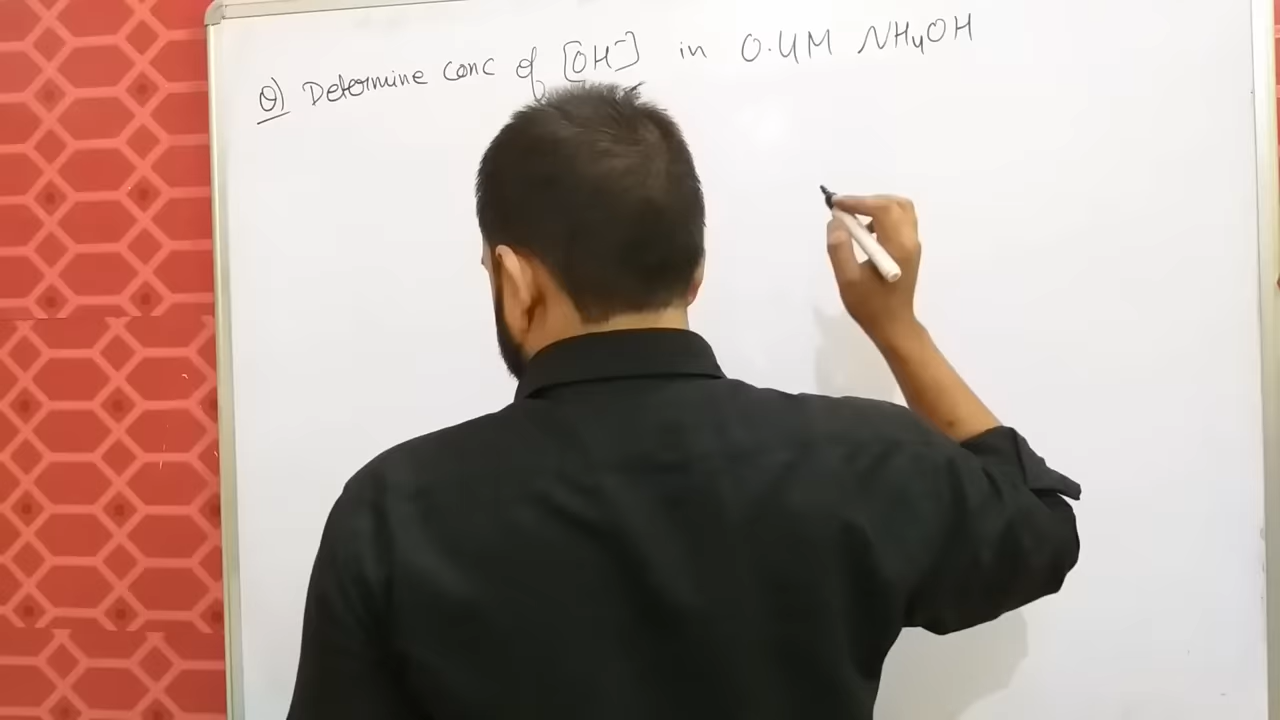 Q) Determine conc of [OH⁻] in 0.4M NH₄OH